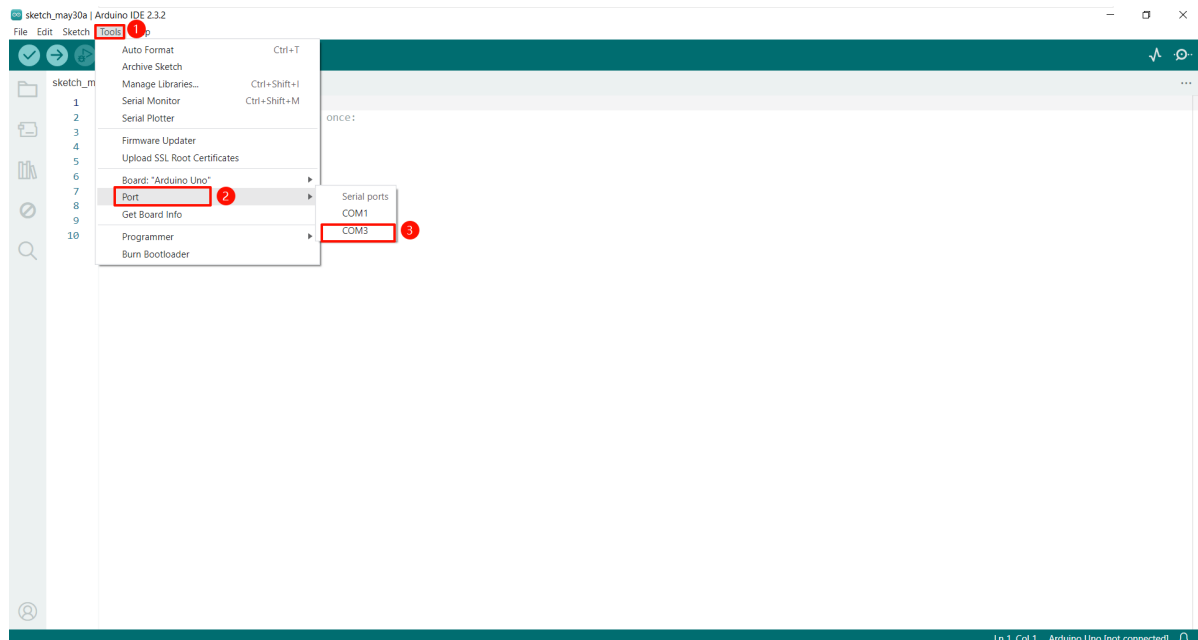 sketch_may30a | Arduino IDE 2.3.2
File Edit Sketch Tools p
1
Auto Format Ctrl+T
Archive Sketch
Manage Libraries... Ctrl+Shift+I
Serial Monitor Ctrl+Shift+M
Serial Plotter
Firmware Updater
Upload SSL Root Certificates
Board: "Arduino Uno"
Port 2
Get Board Info
Programmer
Burn Bootloader
Serial ports
COM1
COM3 3
sketch_m
1
2 once:
3
4
5
6
7
8
9
10
Ln 1, Col 1 Arduino Uno [not connected]